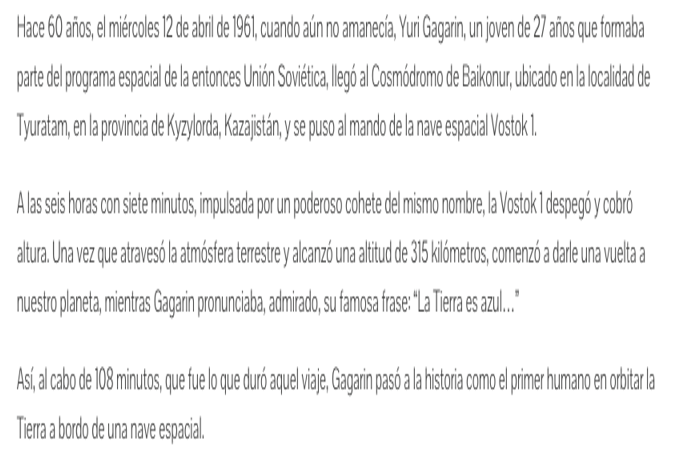 Hace 60 años, el miércoles 12 de abril de 1961, cuando aún no amanecía, Yuri Gagarin, un joven de 27 años que formaba
parte del programa espacial de la entonces Unión Soviética, llegó al Cosmódromo de Baikonur, ubicado en la localidad de
Tyuratam, en la provincia de Kyzylorda, Kazajistán, y se puso al mando de la nave espacial Vostok 1.
A las seis horas con siete minutos, impulsada por un poderoso cohete del mismo nombre, la Vostok 1 despegó y cobró
altura. Una vez que atravesó la atmósfera terrestre y alcanzó una altitud de 315 kilómetros, comenzó a darle una vuelta a
nuestro planeta, mientras Gagarin pronunciaba, admirado, su famosa frase: “La Tierra es azul…”
Así, al cabo de 108 minutos, que fue lo que duró aquel viaje, Gagarin pasó a la historia como el primer humano en orbitar la
Tierra a bordo de una nave espacial.